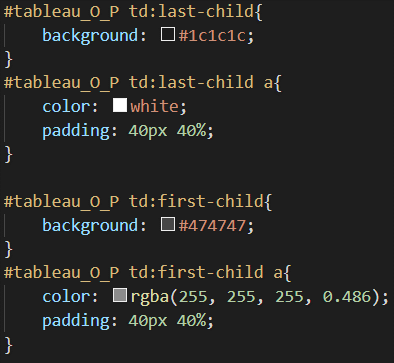 #tableau_O_P td:last-child{
    background: #1c1c1c;
}
#tableau_O_P td:last-child a{
    color: white;
    padding: 40px 40%;
}

#tableau_O_P td:first-child{
    background: #474747;
}
#tableau_O_P td:first-child a{
    color: rgba(255, 255, 255, 0.486);
    padding: 40px 40%;
}